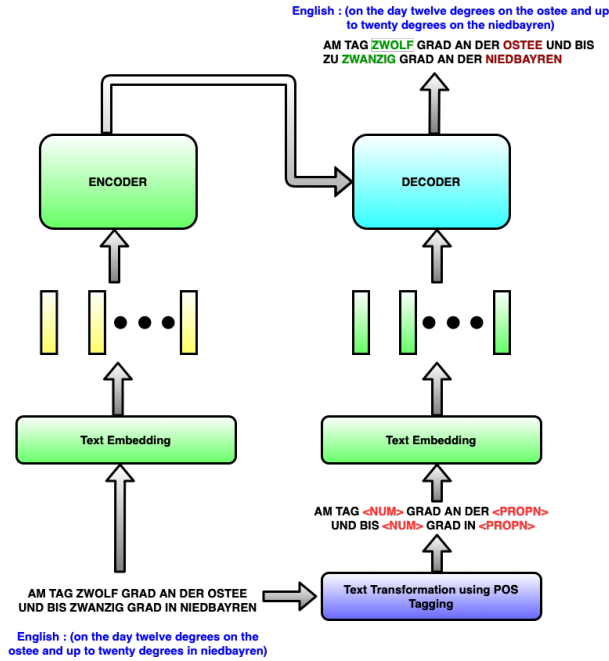 English : (on the day twelve degrees on the ostee and up
to twenty degrees on the niedbayren)
AM TAG ZWOLF GRAD AN DER OSTEE UND BIS
ZU ZWANZIG GRAD AN DER NIEDBAYREN
ENCODER
DECODER
Text Embedding
Text Embedding
AM TAG <NUM> GRAD AN DER <PROPN>
UND BIS <NUM> GRAD IN <PROPN>
AM TAG ZWOLF GRAD AN DER OSTEE
UND BIS ZWANZIG GRAD IN NIEDBAYREN
Text Transformation using POS
Tagging
English : (on the day twelve degrees on the
ostee and up to twenty degrees in niedbayren)